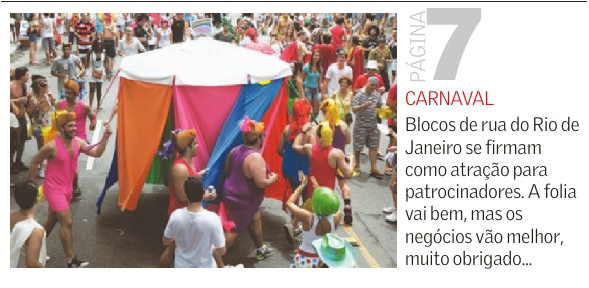 PÁGINA 7
CARNAVAL
Blocos de rua do Rio de
Janeiro se firmam
como atração para
patrocinadores. A folia
vai bem, mas os
negócios vão melhor,
muito obrigado...